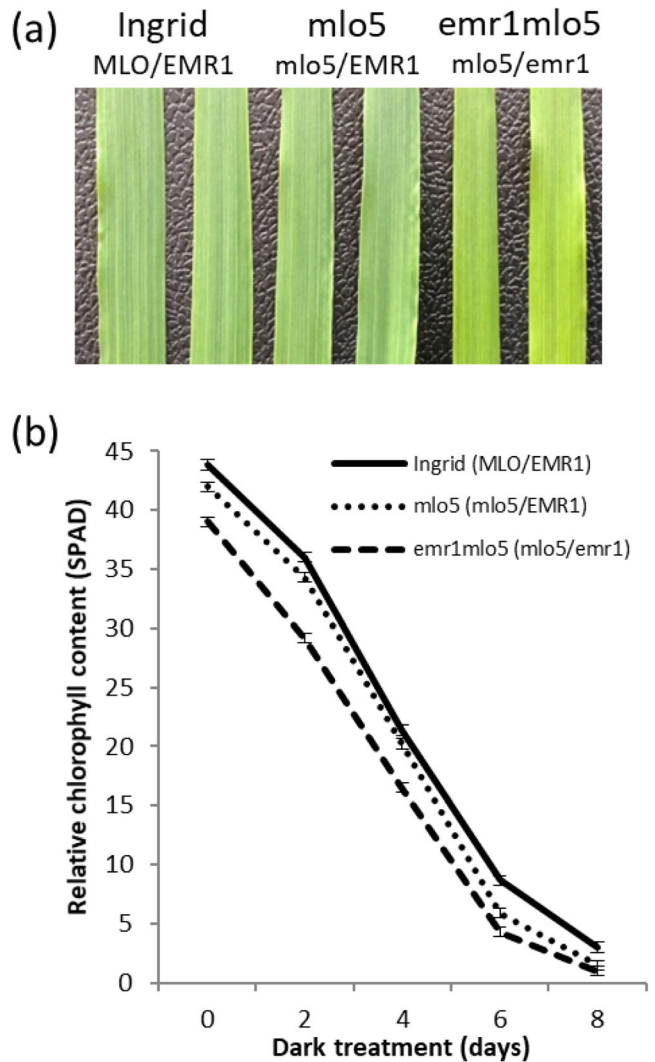 (a)
Ingrid mlo5 emr1mlo5
MLO/EMR1 mlo5/EMR1 mlo5/emr1
(b)
Relative chlorophyll content (SPAD)
45
40
35
30
25
20
15
10
5
0
Ingrid (MLO/EMR1)
mlo5 (mlo5/EMR1)
emr1mlo5 (mlo5/emr1)
0 2 4 6 8
Dark treatment (days)